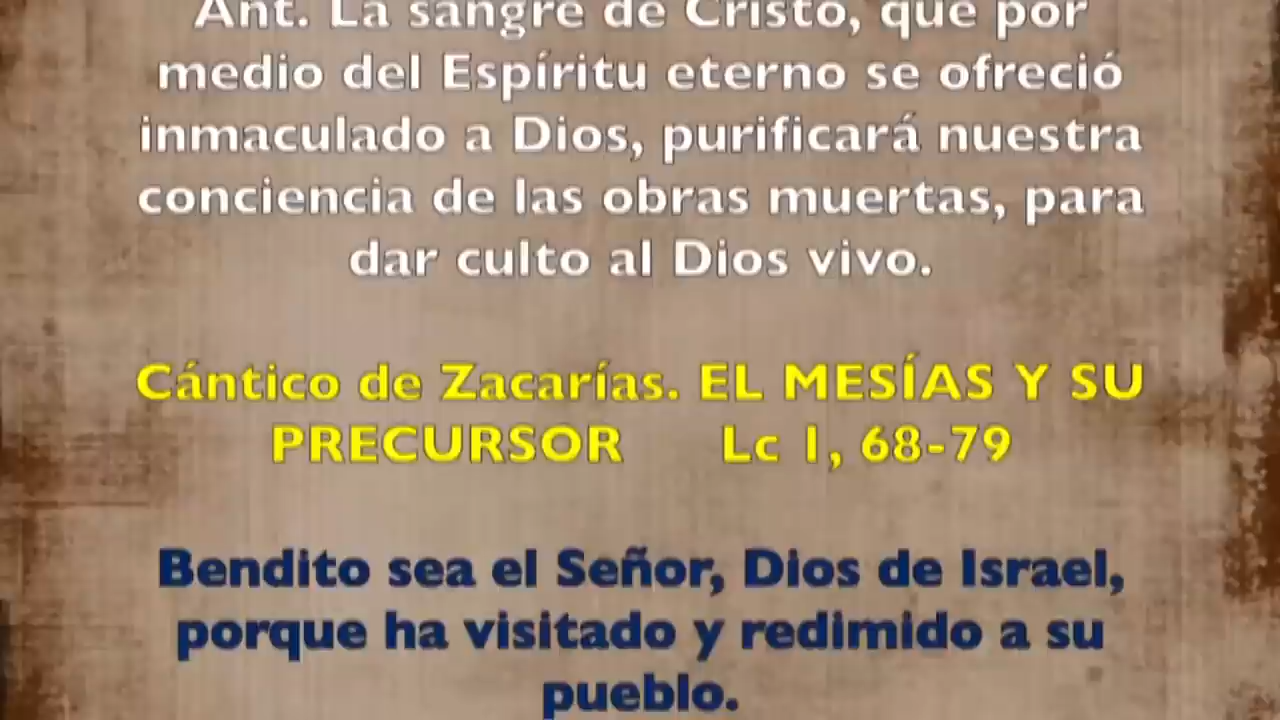 Ant. La sangre de Cristo, que por
medio del Espíritu eterno se ofreció
inmaculado a Dios, purificará nuestra
conciencia de las obras muertas, para
dar culto al Dios vivo.
Cántico de Zacarías. EL MESÍAS Y SU
PRECURSOR Lc 1, 68-79
Bendito sea el Señor, Dios de Israel,
porque ha visitado y redimido a su
pueblo.